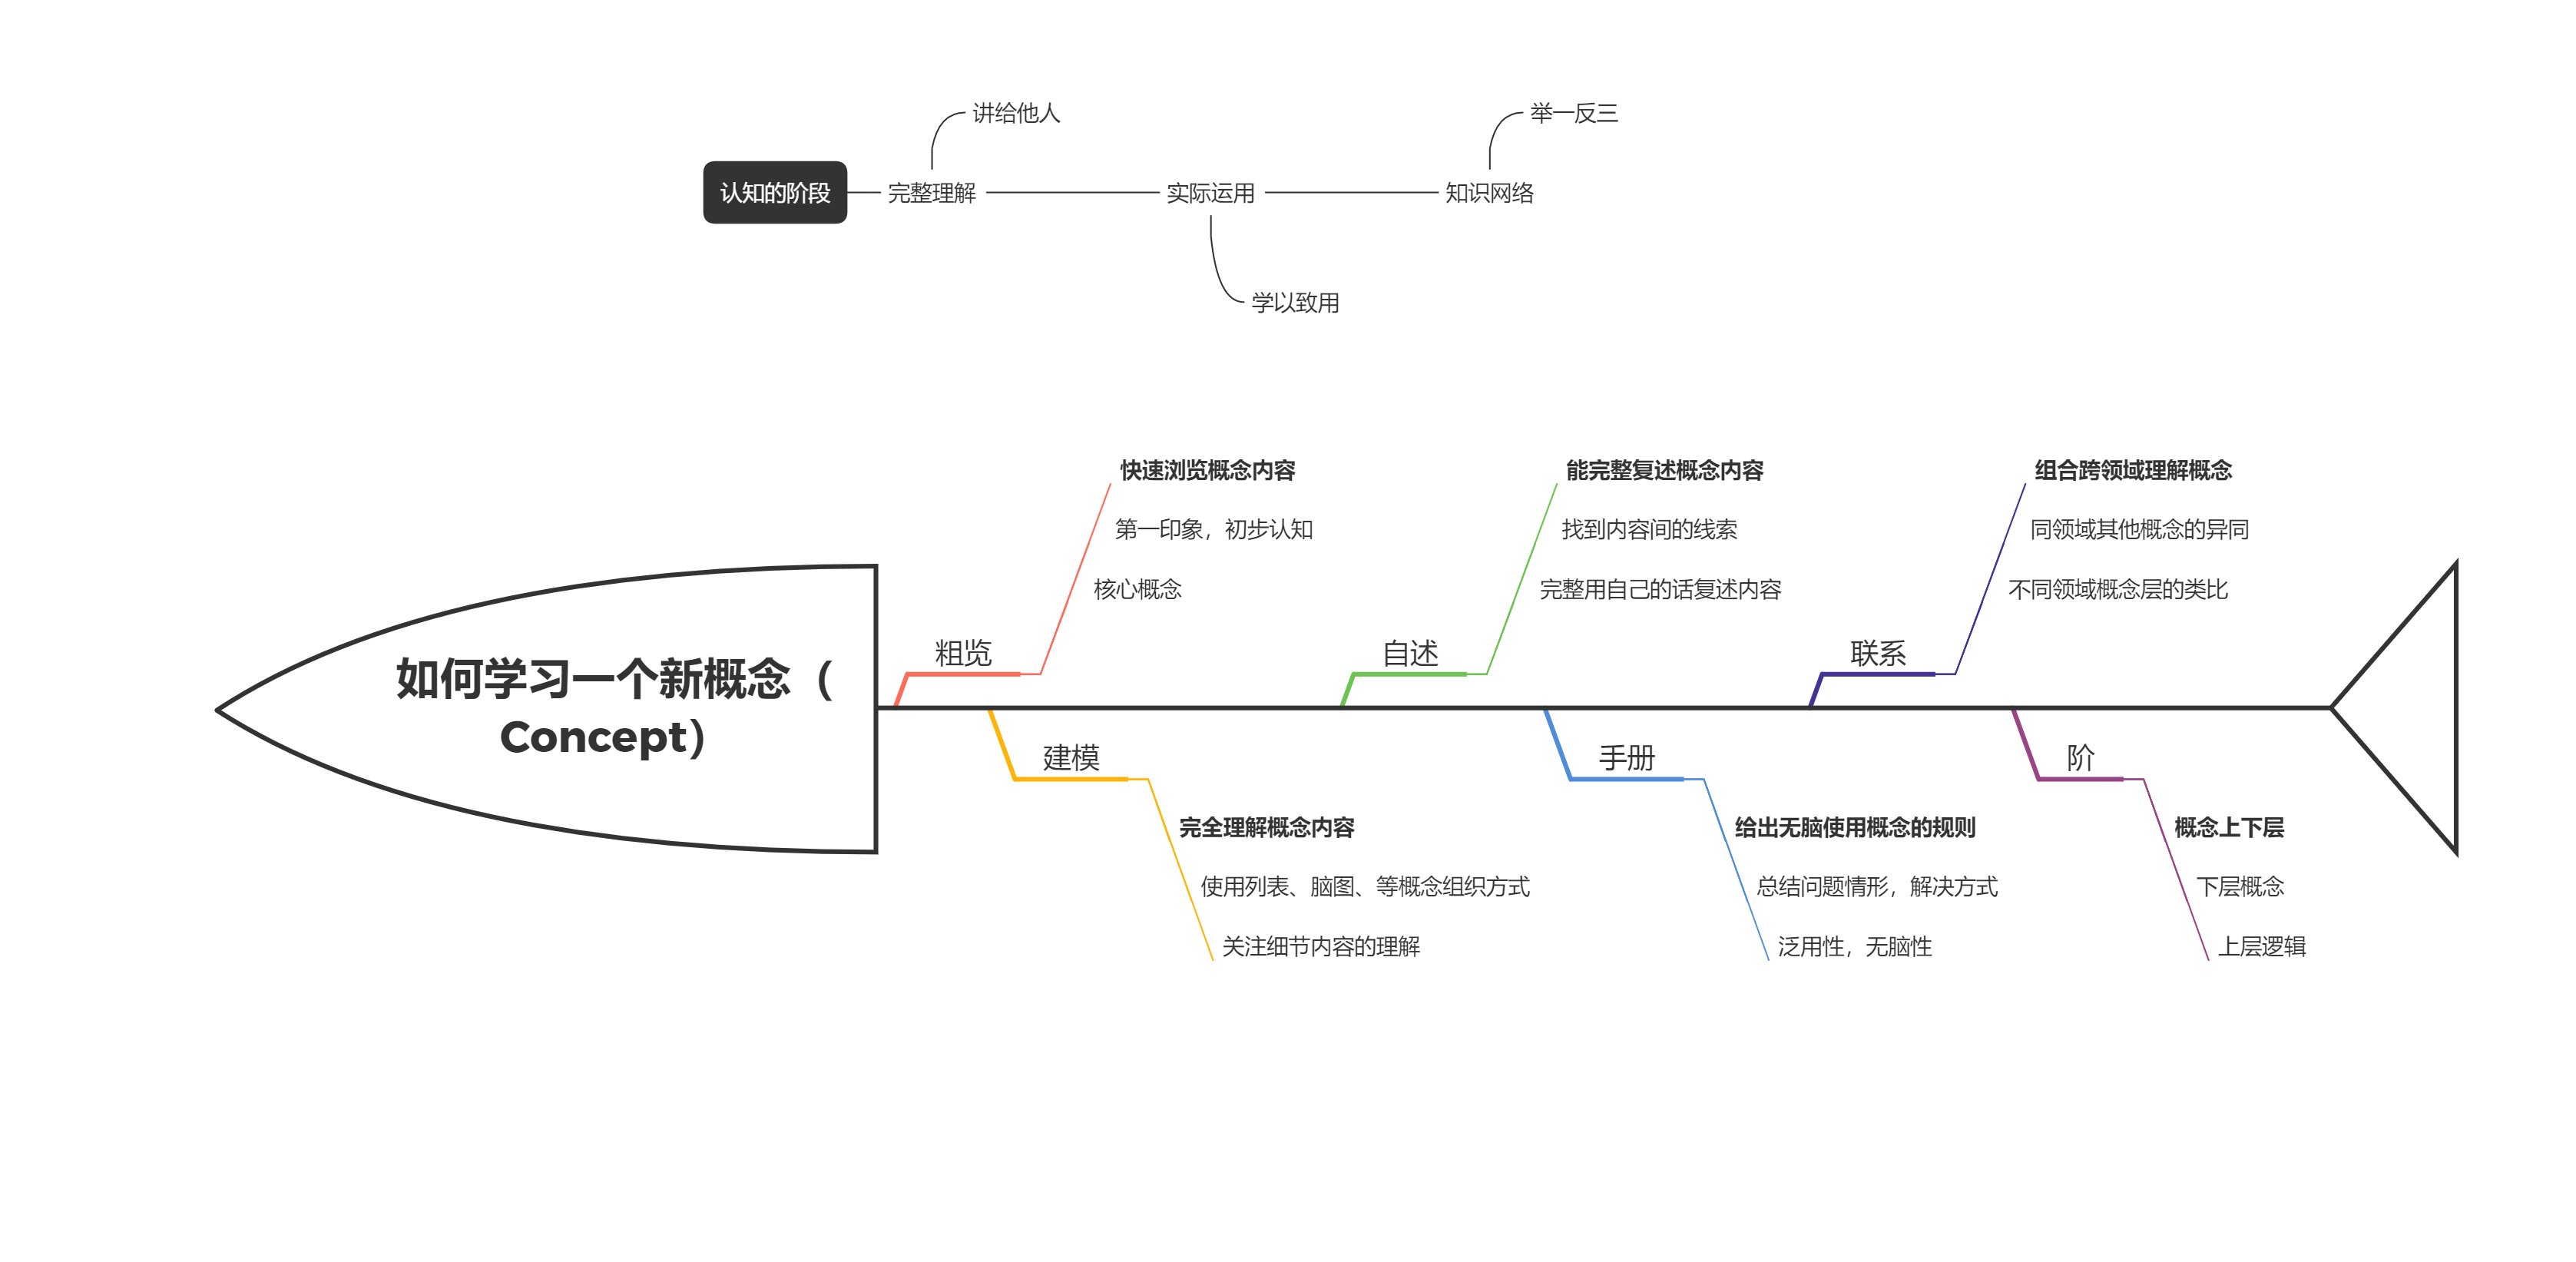 讲给他人
举一反三
认知的阶段
完整理解
实际运用
知识网络
学以致用
如何学习一个新概念（
Concept）
粗览
快速浏览概念内容
第一印象，初步认知
核心概念
建模
完全理解概念内容
使用列表、脑图、等概念组织方式
关注细节内容的理解
自述
能完整复述概念内容
找到内容间的线索
完整用自己的话复述内容
手册
给出无脑使用概念的规则
总结问题情形，解决方式
泛用性，无脑性
联系
组合跨领域理解概念
同领域其他概念的异同
不同领域概念层的类比
阶
概念上下层
下层概念
上层逻辑